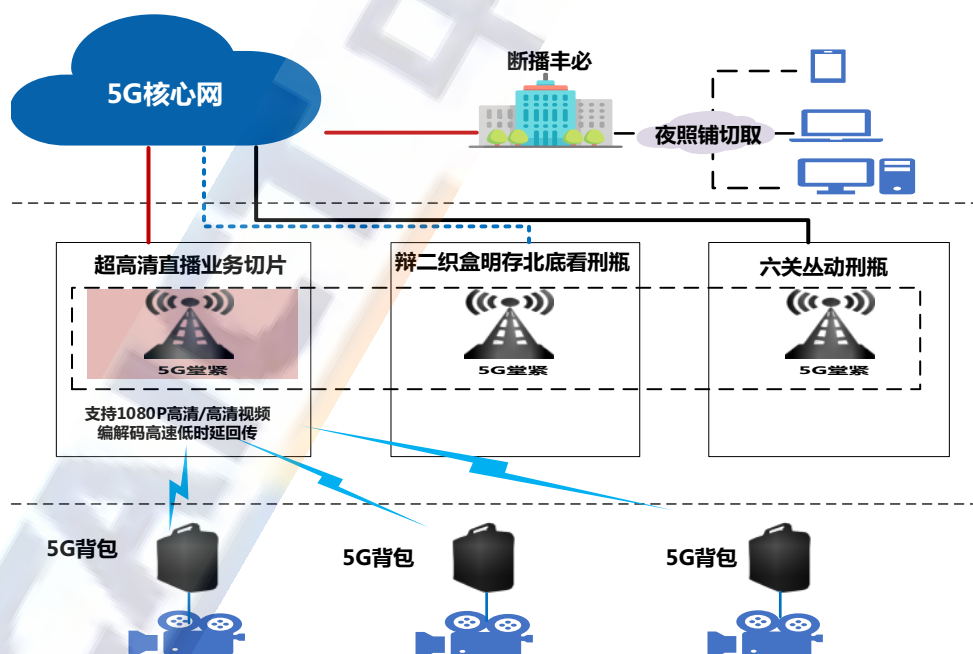 5G核心网
断播丰必
夜照铺切取
超高清直播业务切片
辩二织盒明存北底看刑瓶
六关丛动刑瓶
5G堂紧
5G堂紧
5G堂紧
支持1080P高清/高清视频
编解码高速低时延回传
5G背包
5G背包
5G背包